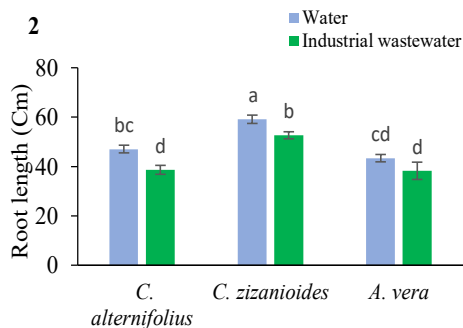 2
Water
Industrial wastewater
Root length (Cm)
80
60
40
20
0
bc
d
a
b
cd
d
C. alternifolius
C. zizanioides
A. vera